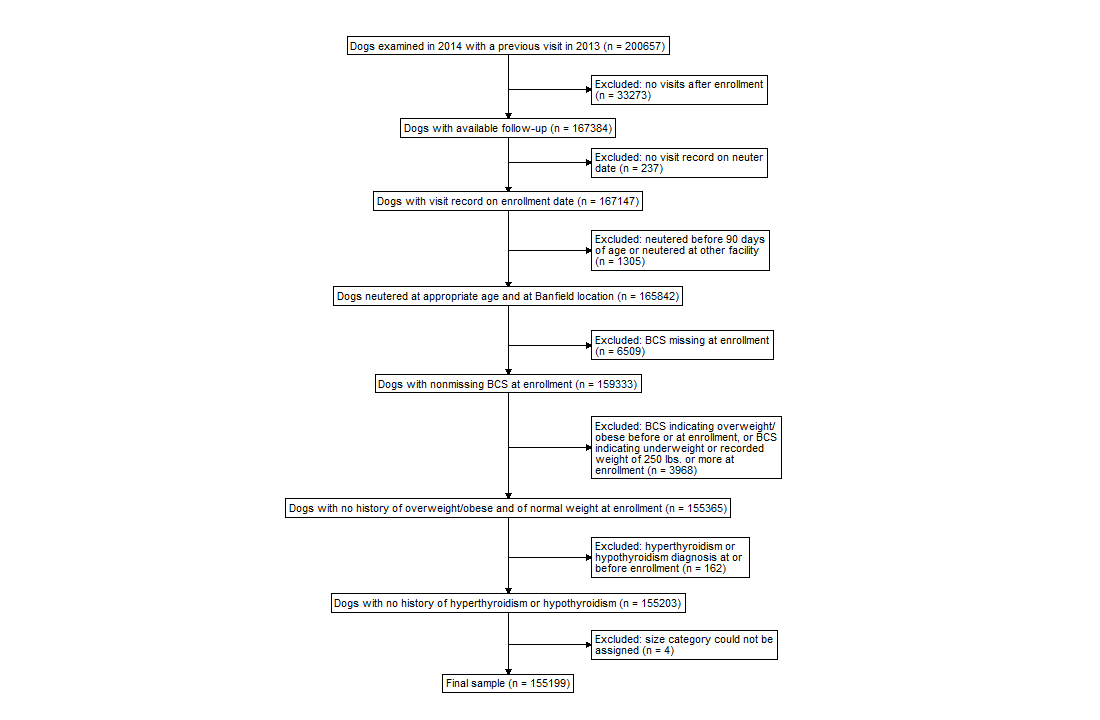 Dogs examined in 2014 with a previous visit in 2013 (n = 200657)
Excluded: no visits after enrollment
(n = 33273)
Dogs with available follow-up (n = 167384)
Excluded: no visit record on neuter
date (n = 237)
Dogs with visit record on enrollment date (n = 167147)
Excluded: neutered before 90 days
of age or neutered at other facility
(n = 1305)
Dogs neutered at appropriate age and at Banfield location (n = 165842)
Excluded: BCS missing at enrollment
(n = 6509)
Dogs with nonmissing BCS at enrollment (n = 159333)
Excluded: BCS indicating overweight/
obese before or at enrollment, or BCS
indicating underweight or recorded
weight of 250 lbs. or more at
enrollment (n = 3968)
Dogs with no history of overweight/obese and of normal weight at enrollment (n = 155365)
Excluded: hyperthyroidism or
hypothyroidism diagnosis at or
before enrollment (n = 162)
Dogs with no history of hyperthyroidism or hypothyroidism (n = 155203)
Excluded: size category could not be
assigned (n = 4)
Final sample (n = 155199)